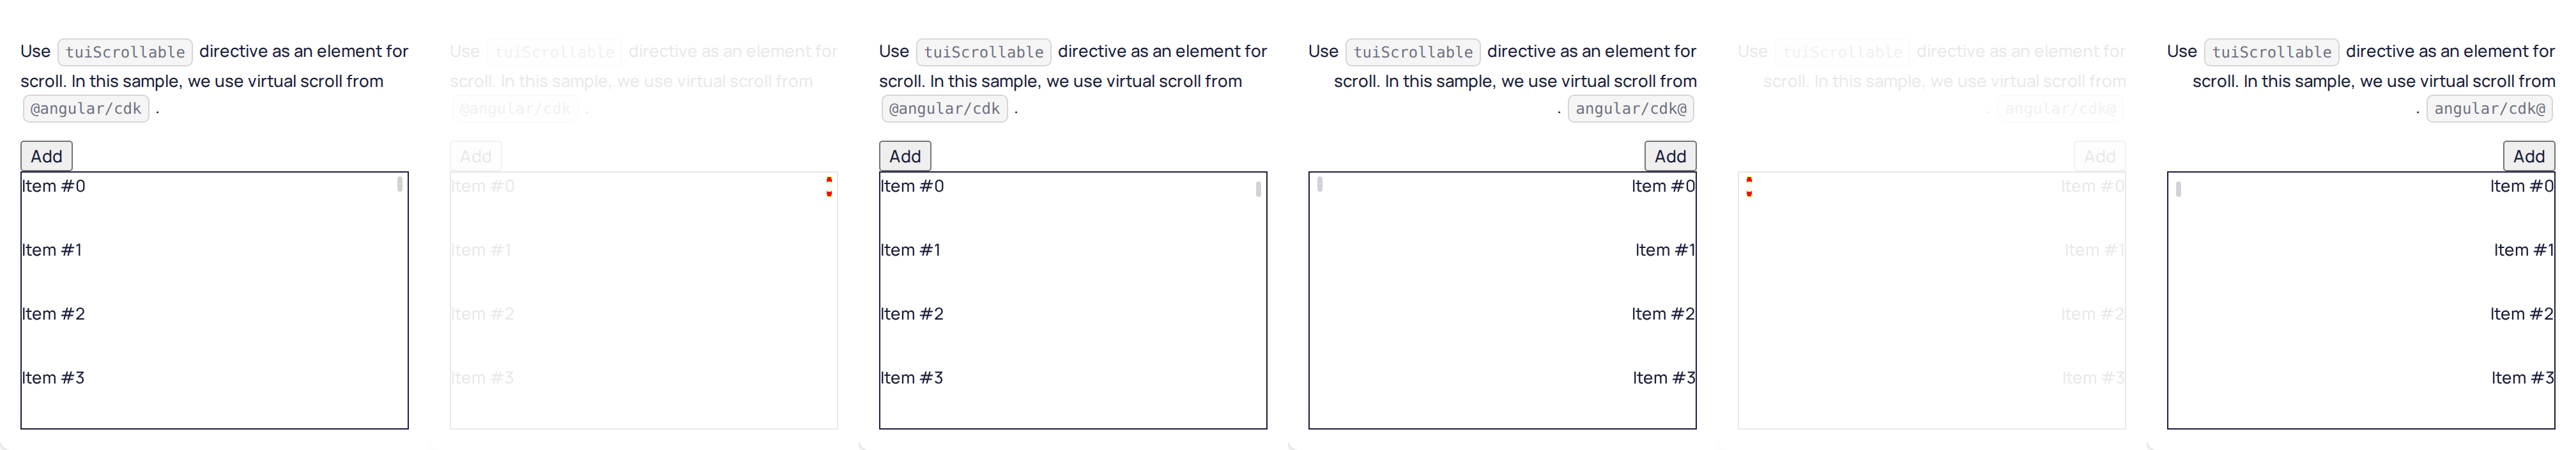 Use tuiScrollable directive as an element for
scroll. In this sample, we use virtual scroll from
@angular/cdk .
Add
Item #0
Item #1
Item #2
Item #3
Use tuiScrollable directive as an element for
scroll. In this sample, we use virtual scroll from
@angular/cdk .
Add
Item #0
Item #1
Item #2
Item #3
Use tuiScrollable directive as an element for
scroll. In this sample, we use virtual scroll from
@angular/cdk .
Add
Item #0
Item #1
Item #2
Item #3
Use tuiScrollable directive as an element for
scroll. In this sample, we use virtual scroll from
. angular/cdk@
Add
Item #0
Item #1
Item #2
Item #3
Use tuiScrollable directive as an element for
scroll. In this sample, we use virtual scroll from
. angular/cdk@
Add
Item #0
Item #1
Item #2
Item #3
Use tuiScrollable directive as an element for
scroll. In this sample, we use virtual scroll from
. angular/cdk@
Add
Item #0
Item #1
Item #2
Item #3